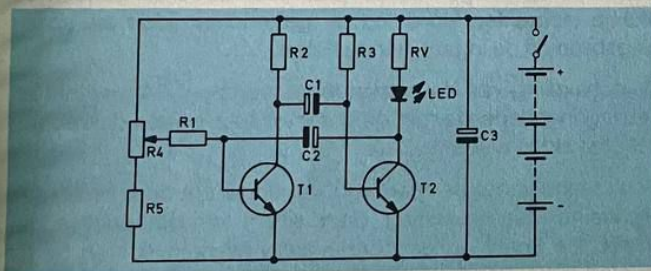 R2 R3 RV
C1 LED
R1
R4 C2 C3
T1 T2
R5
+
-